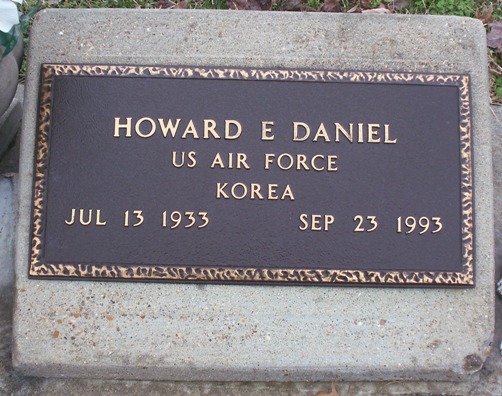 HOWARD E DANIEL
US AIR FORCE
KOREA
JUL 13 1933 SEP 23 1993